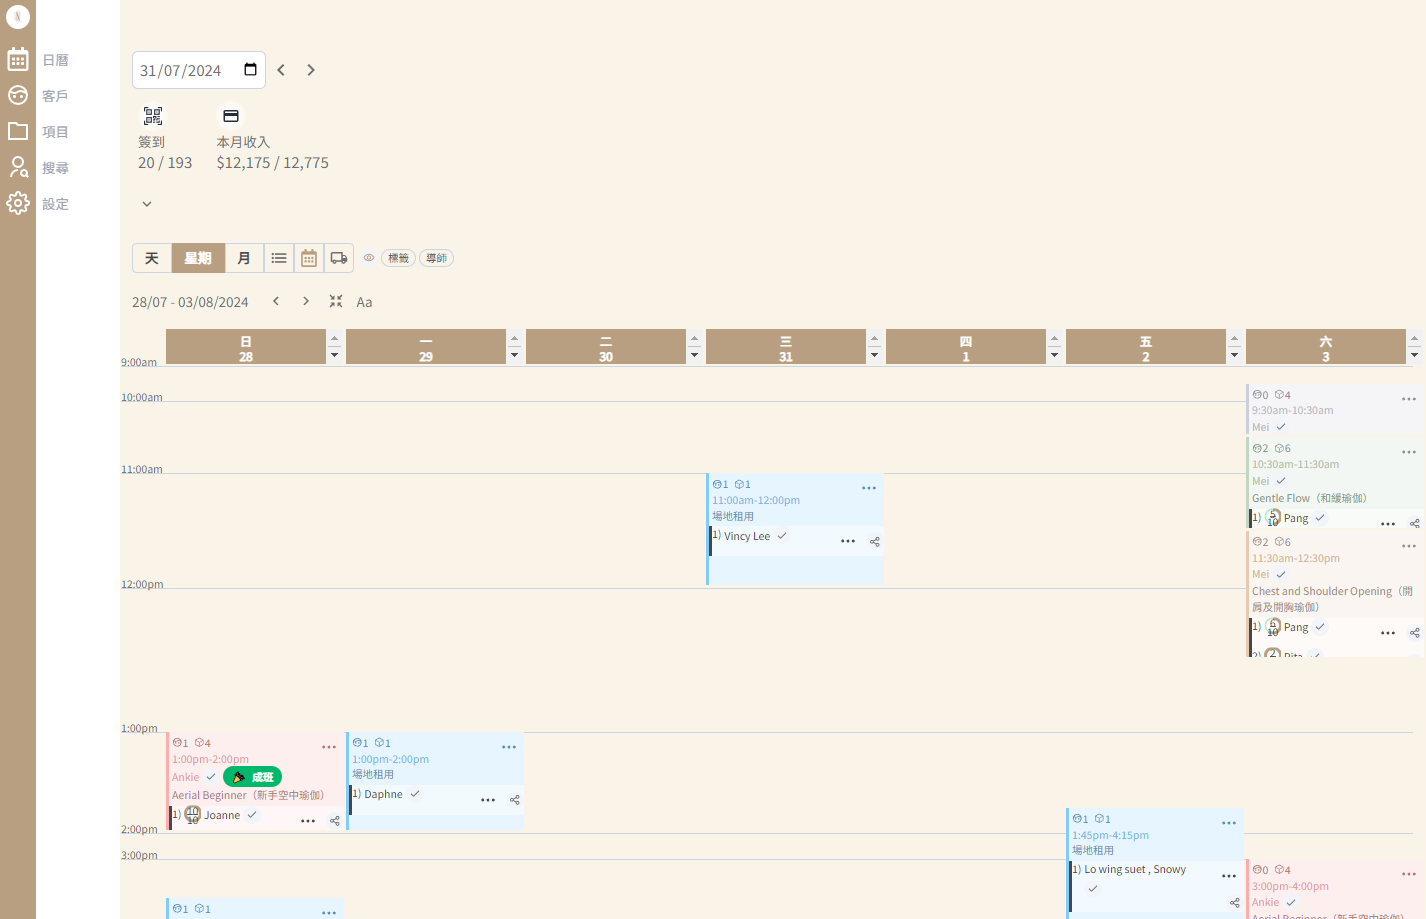 日曆
客戶
項目
搜尋
設定
31/07/2024
簽到
20 / 193
本月收入
$12,175 / 12,775
天
星期
月
標籤
導師
28/07 - 03/08/2024
Aa
日
28
一
29
二
30
三
31
四
1
五
2
六
3
9:00am
10:00am
11:00am
12:00pm
1:00pm
2:00pm
3:00pm
1 4
1:00pm-2:00pm
Ankie
成班
Aerial Beginner（新手空中瑜伽）
1) 10 10 Joanne
1 1
1 1
1:00pm-2:00pm
場地租用
1) Daphne
1 1
11:00am-12:00pm
場地租用
1) Vincy Lee
1 1
1:45pm-4:15pm
場地租用
1) Lo wing suet , Snowy
0 4
9:30am-10:30am
Mei
2 6
10:30am-11:30am
Mei
Gentle Flow（和緩瑜伽）
1) 5 10 Pang
2 6
11:30am-12:30pm
Mei
Chest and Shoulder Opening（開
肩及開胸瑜伽）
1) 6 10 Pang
2) 2 Rita
0 4
3:00pm-4:00pm
Ankie
Aerial Beginner（新手空中瑜伽）